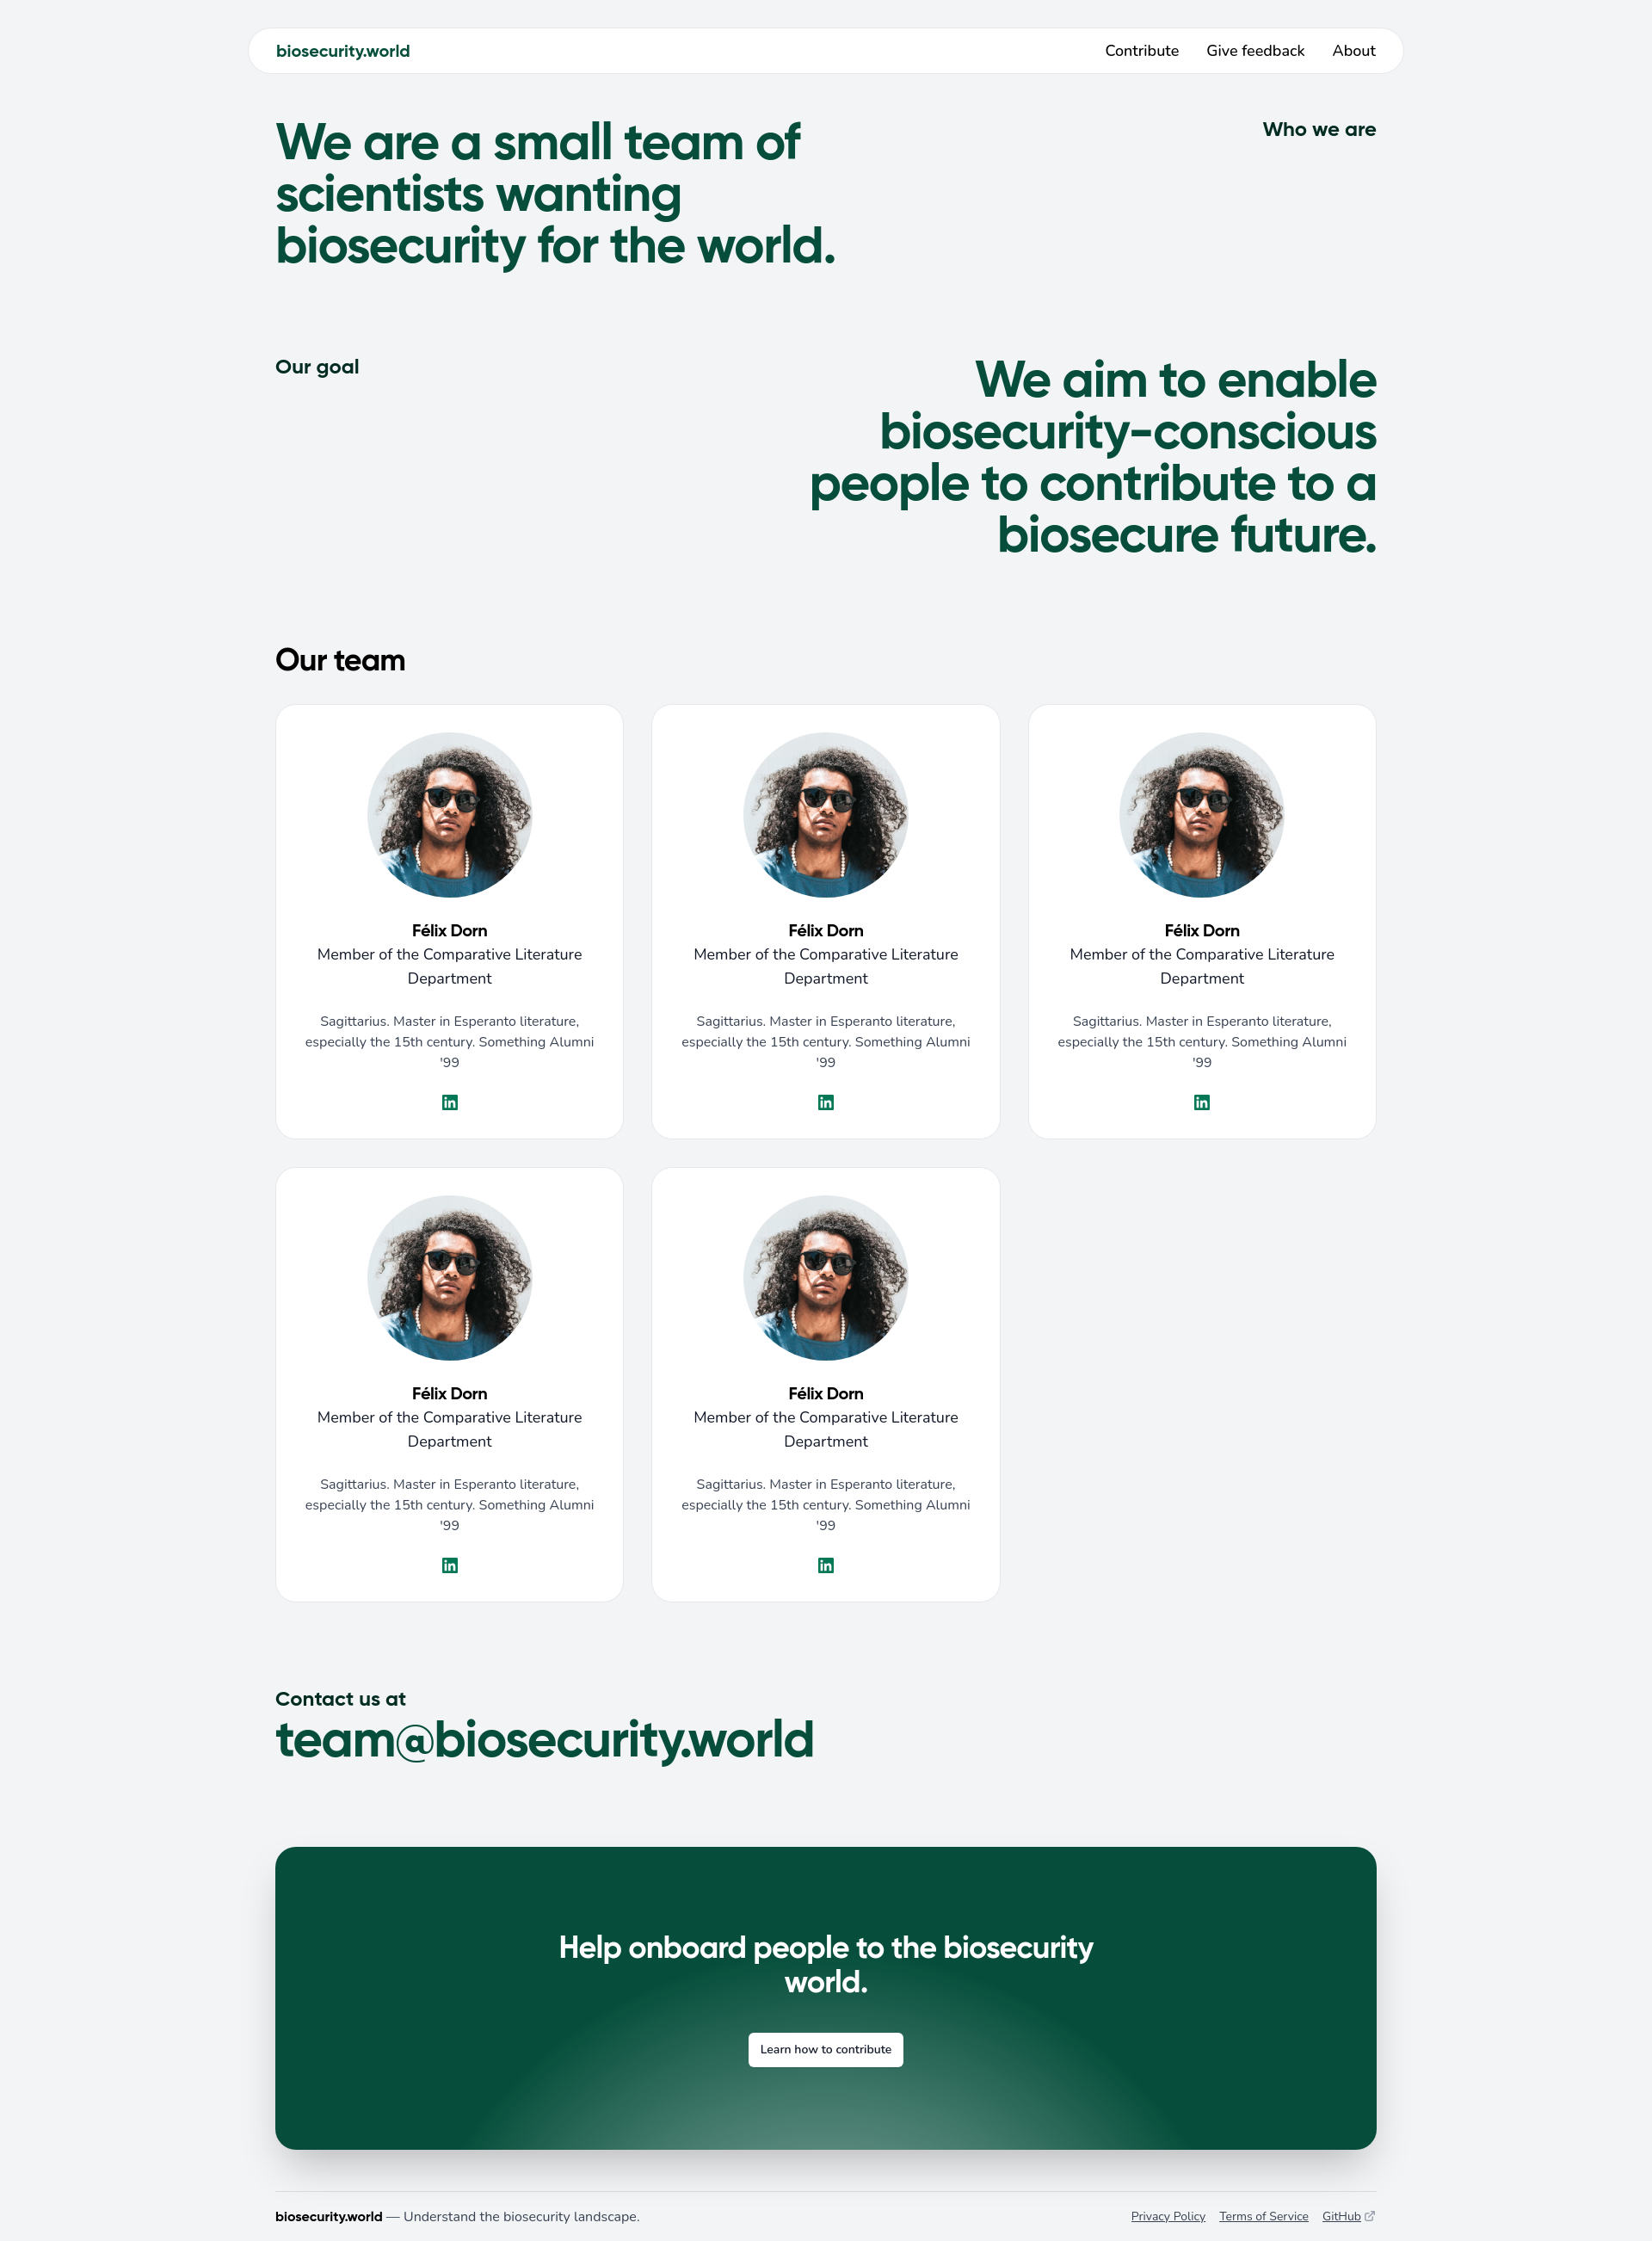 biosecurity.world
Contribute
Give feedback
About
We are a small team of
scientists wanting
biosecurity for the world.
Who we are
Our goal
We aim to enable
biosecurity-conscious
people to contribute to a
biosecure future.
Our team
Félix Dorn
Member of the Comparative Literature
Department
Sagittarius. Master in Esperanto literature,
especially the 15th century. Something Alumni
'99
in
Félix Dorn
Member of the Comparative Literature
Department
Sagittarius. Master in Esperanto literature,
especially the 15th century. Something Alumni
'99
in
Félix Dorn
Member of the Comparative Literature
Department
Sagittarius. Master in Esperanto literature,
especially the 15th century. Something Alumni
'99
in
Félix Dorn
Member of the Comparative Literature
Department
Sagittarius. Master in Esperanto literature,
especially the 15th century. Something Alumni
'99
in
Félix Dorn
Member of the Comparative Literature
Department
Sagittarius. Master in Esperanto literature,
especially the 15th century. Something Alumni
'99
in
Contact us at
team@biosecurity.world
Help onboard people to the biosecurity
world.
Learn how to contribute
biosecurity.world — Understand the biosecurity landscape.
Privacy Policy
Terms of Service
GitHub